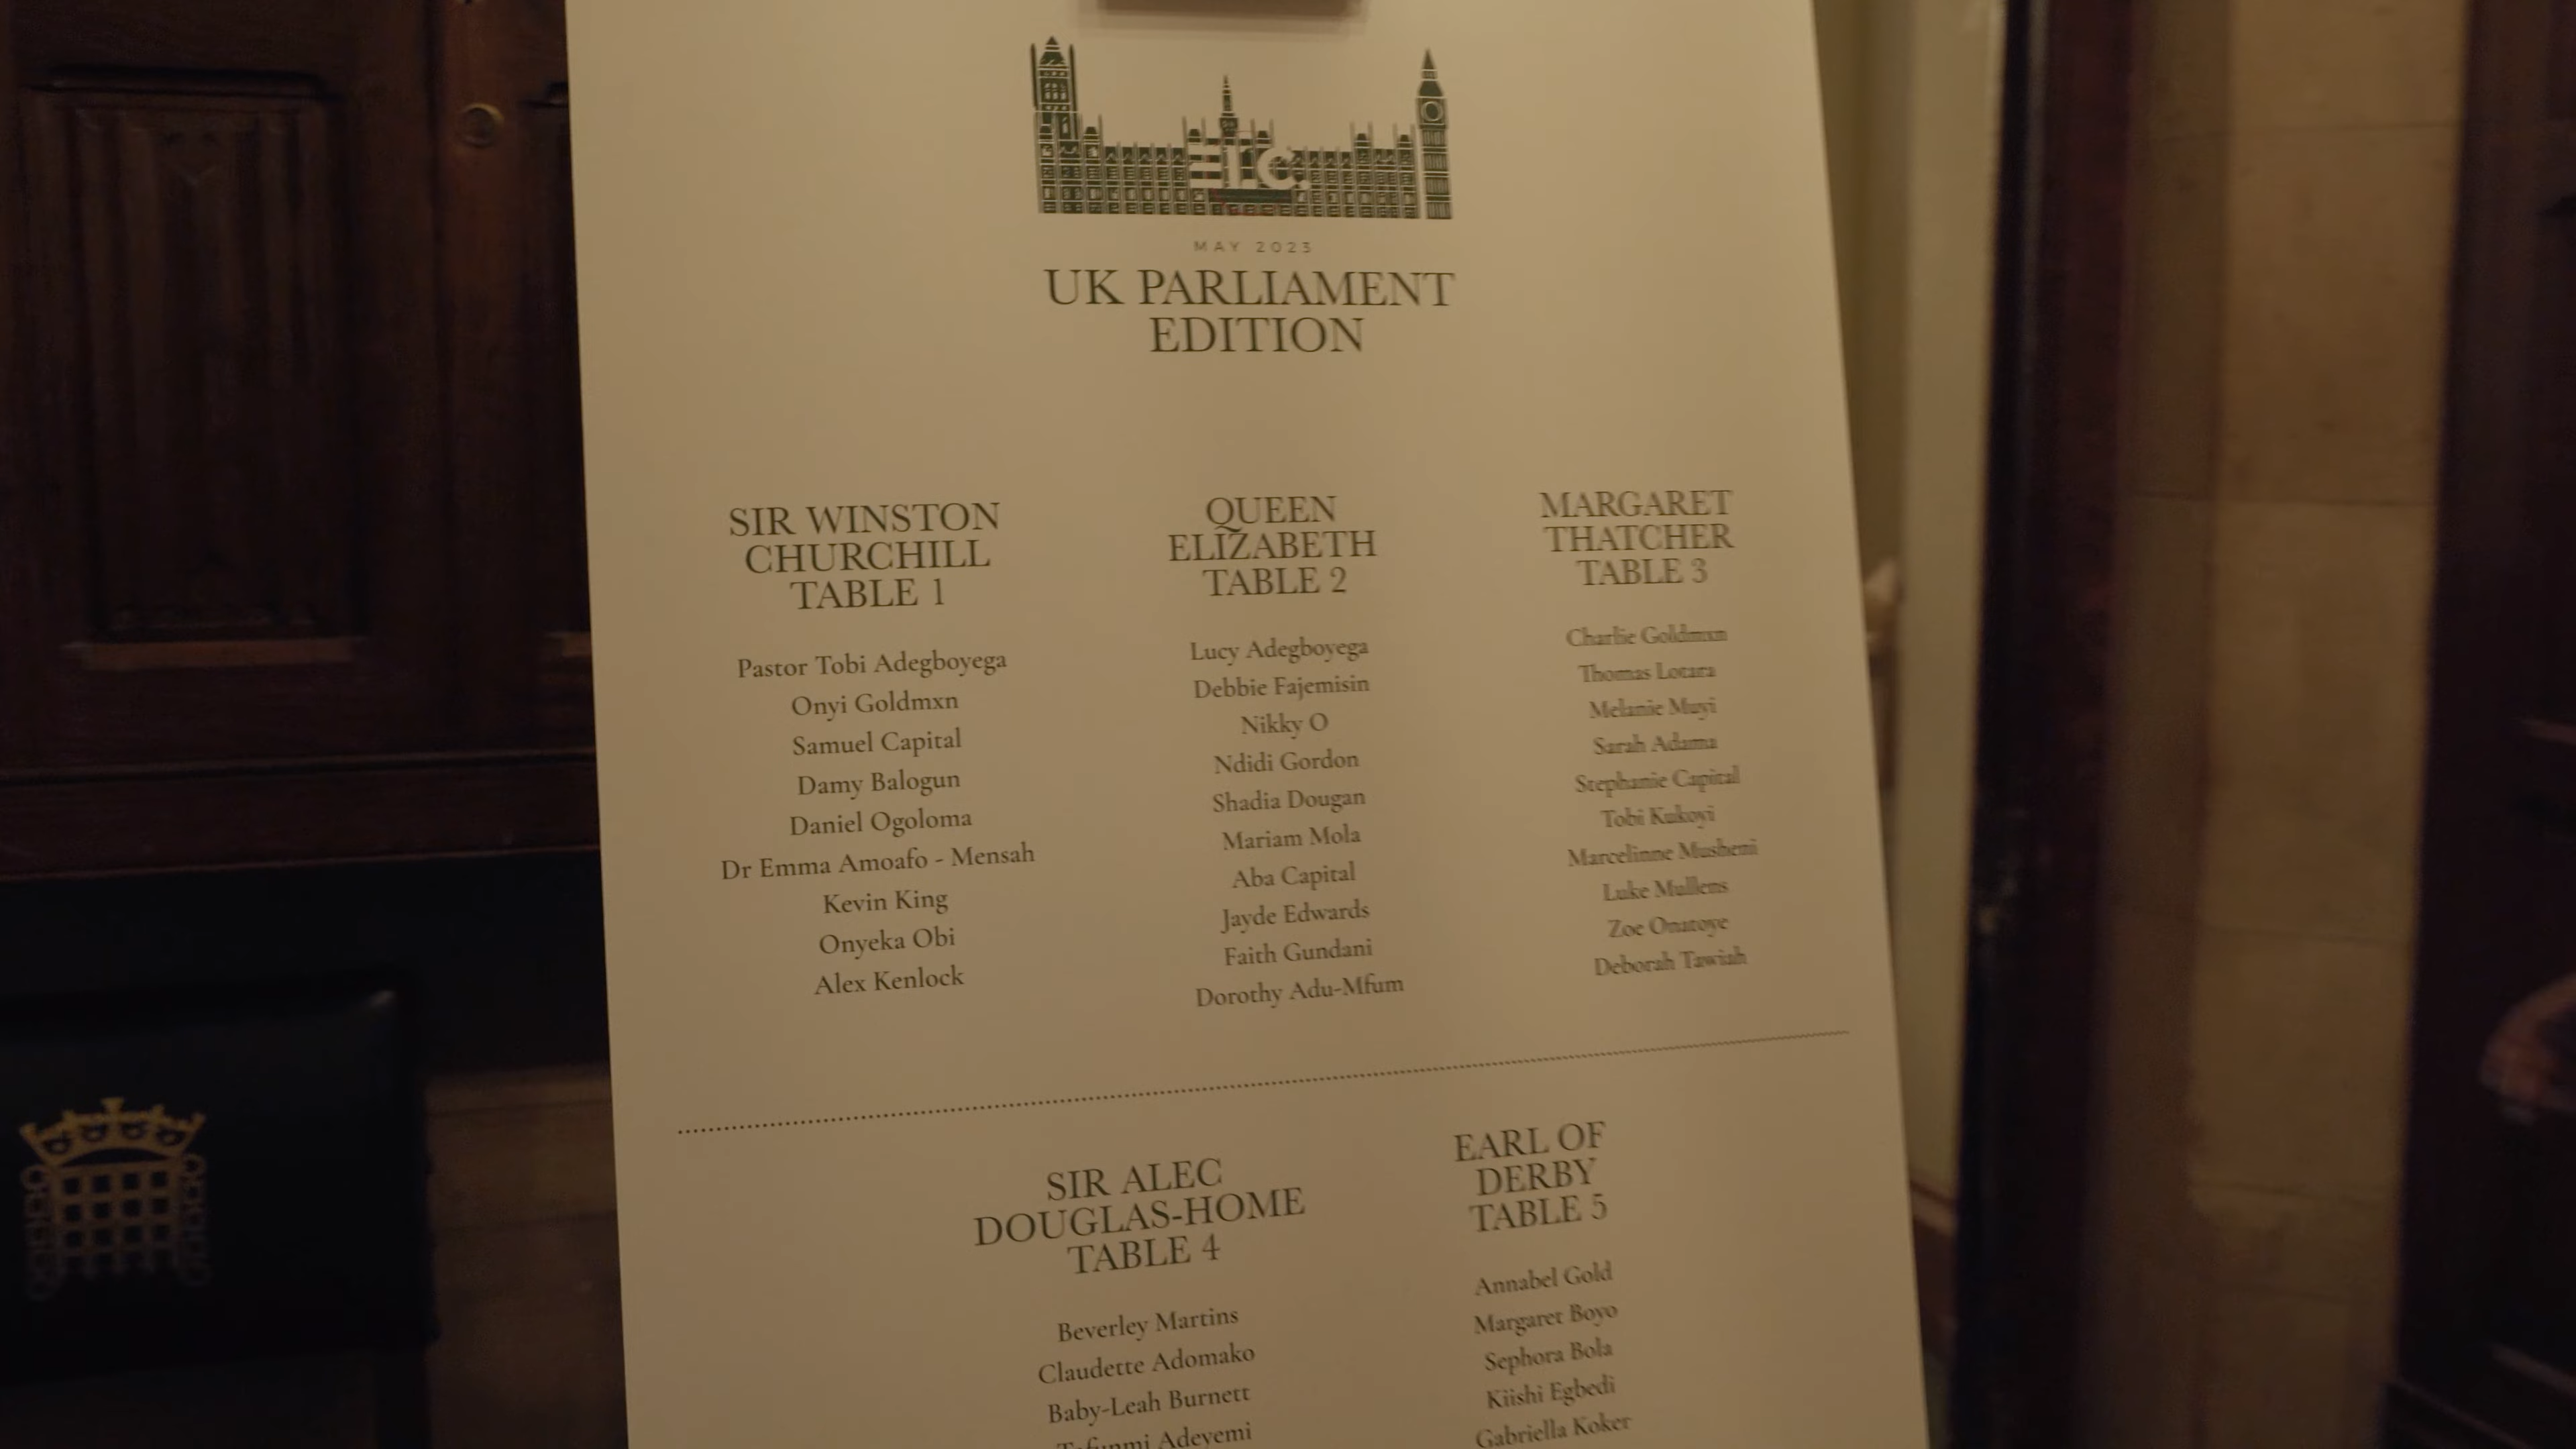 ELC.
MAY 2023
UK PARLIAMENT
EDITION
SIR WINSTON
CHURCHILL
TABLE 1
Pastor Tobi Adegboyega
Onyi Goldmxn
Samuel Capital
Damy Balogun
Daniel Ogoloma
Dr Emma Amoafo - Mensah
Kevin King
Onyeka Obi
Alex Kenlock
QUEEN
ELIZABETH
TABLE 2
Lucy Adegboyega
Debbie Fajemisin
Nikky O
Ndidi Gordon
Shadia Dougan
Mariam Mola
Aba Capital
Jayde Edwards
Faith Gundani
Dorothy Adu-Mfum
MARGARET
THATCHER
TABLE 3
Charlie Goldmxn
Thomas Lotara
Melanie Muyi
Sarah Adama
Stephanie Capital
Tobi Kukoyi
Marcelinne Musheni
Luke Mullens
Zoe Onatoye
Deborah Tawiah
SIR ALEC
DOUGLAS-HOME
TABLE 4
Beverley Martins
Claudette Adomako
Baby-Leah Burnett
Adeyemi
EARL OF
DERBY
TABLE 5
Annabel Gold
Margaret Boyo
Sephora Bola
Kiishi Egbedi
Gabriella Koker